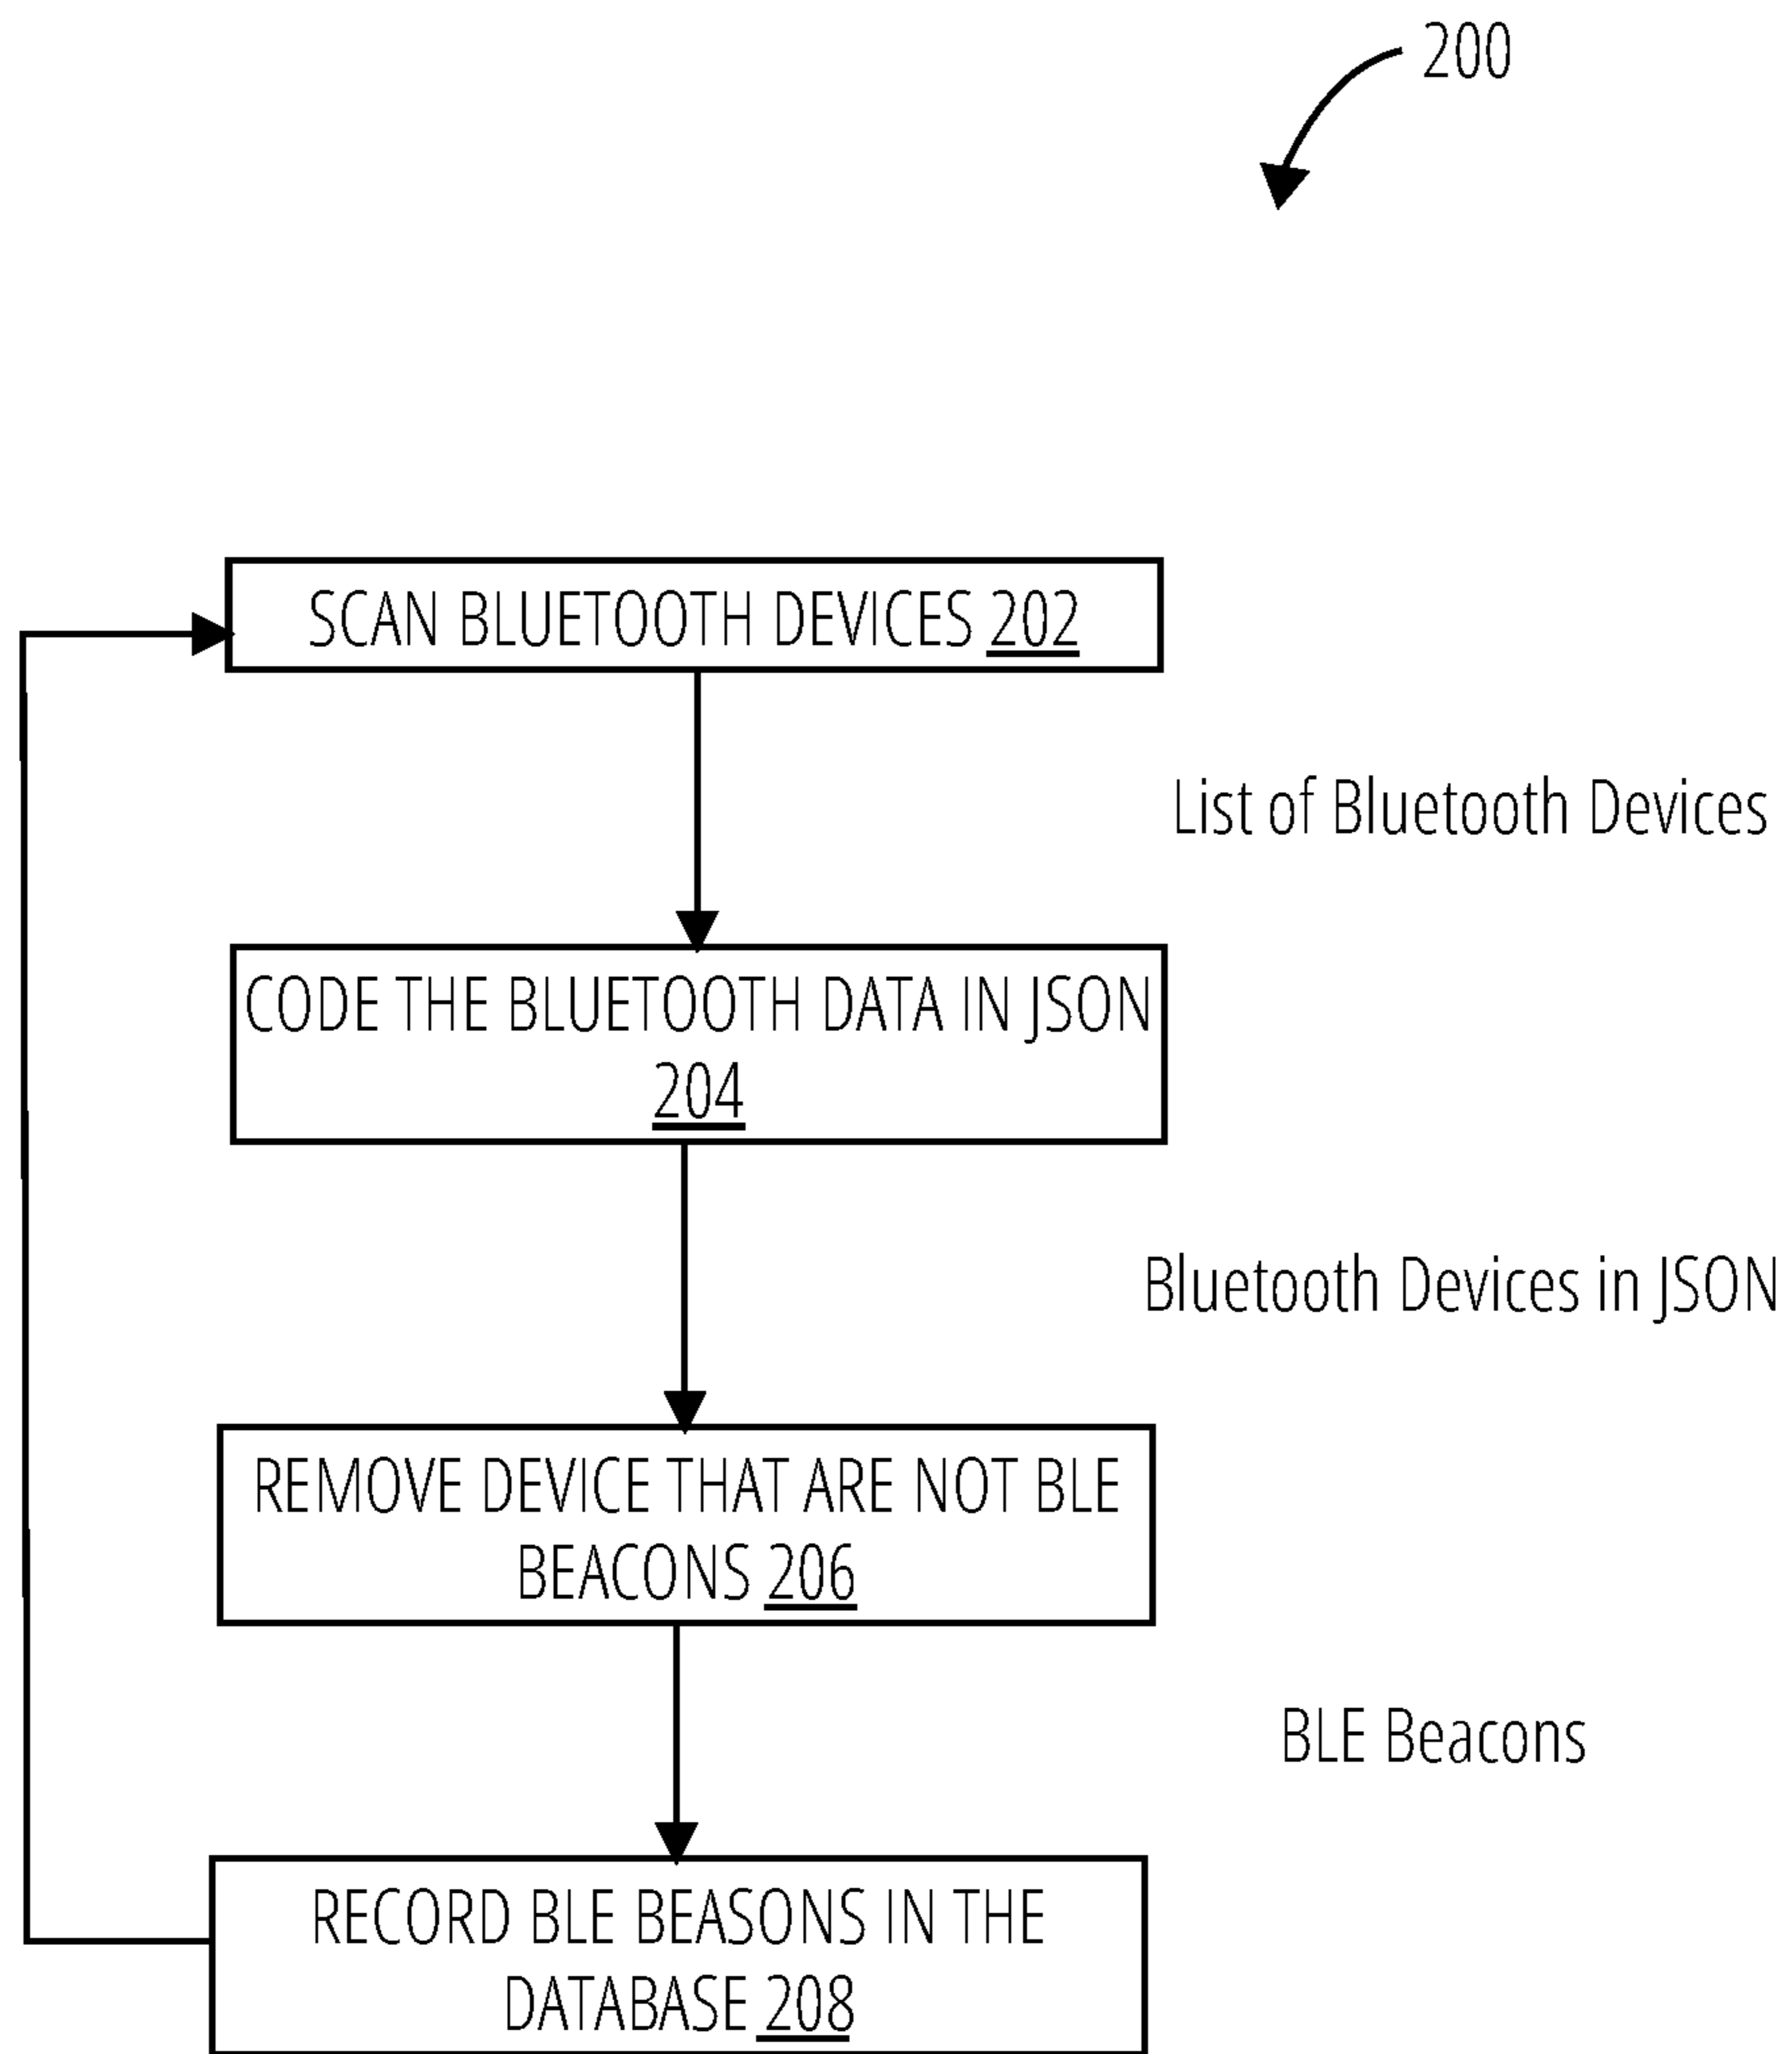 200
SCAN BLUETOOTH DEVICES 202
List of Bluetooth Devices
CODE THE BLUETOOTH DATA IN JSON
204
Bluetooth Devices in JSON
REMOVE DEVICE THAT ARE NOT BLE
BEACONS 206
BLE Beacons
RECORD BLE BEASONS IN THE
DATABASE 208